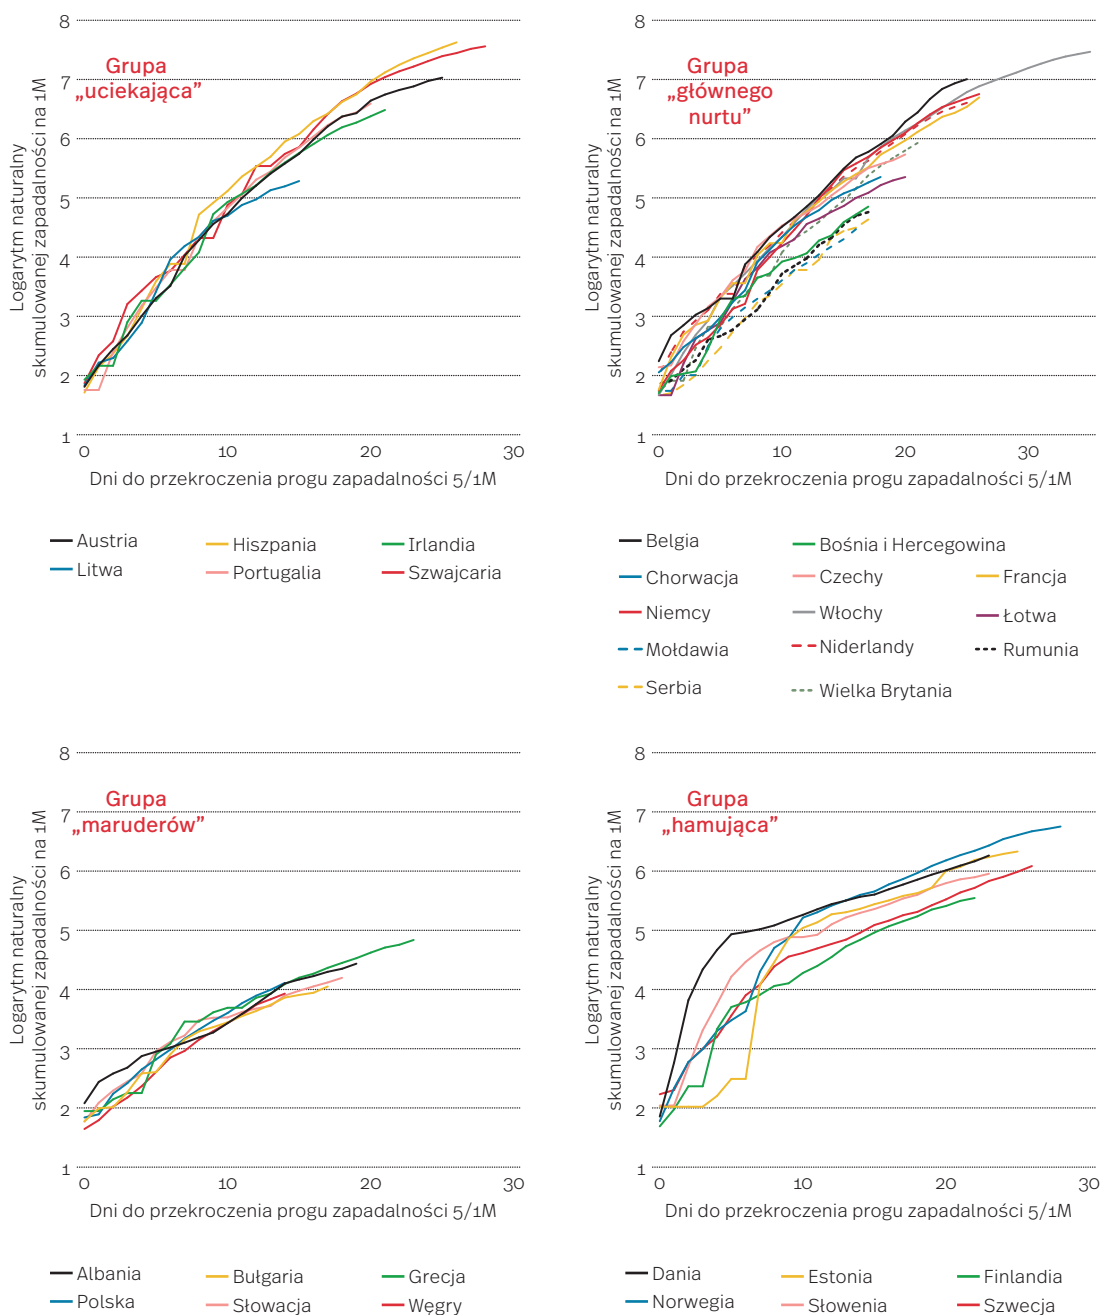 Grupa
„uciekająca”
Logarytm naturalny
skumulowanej zapadalności na 1M
8
7
6
5
4
3
2
1
0
10
20
30
Dni do przekroczenia progu zapadalności 5/1M
Austria
Hiszpania
Irlandia
Litwa
Portugalia
Szwajcaria
Grupa
„głównego
nurtu”
Logarytm naturalny
skumulowanej zapadalności na 1M
8
7
6
5
4
3
2
1
0
10
20
30
Dni do przekroczenia progu zapadalności 5/1M
Belgia
Bośnia i Hercegowina
Chorwacja
Czechy
Francja
Niemcy
Włochy
Łotwa
Mołdawia
Niderlandy
Rumunia
Serbia
Wielka Brytania
Grupa
„maruderów”
Logarytm naturalny
skumulowanej zapadalności na 1M
8
7
6
5
4
3
2
1
0
10
20
30
Dni do przekroczenia progu zapadalności 5/1M
Albania
Bułgaria
Grecja
Polska
Słowacja
Węgry
Grupa
„hamująca”
Logarytm naturalny
skumulowanej zapadalności na 1M
8
7
6
5
4
3
2
1
0
10
20
30
Dni do przekroczenia progu zapadalności 5/1M
Dania
Estonia
Finlandia
Norwegia
Słowenia
Szwecja